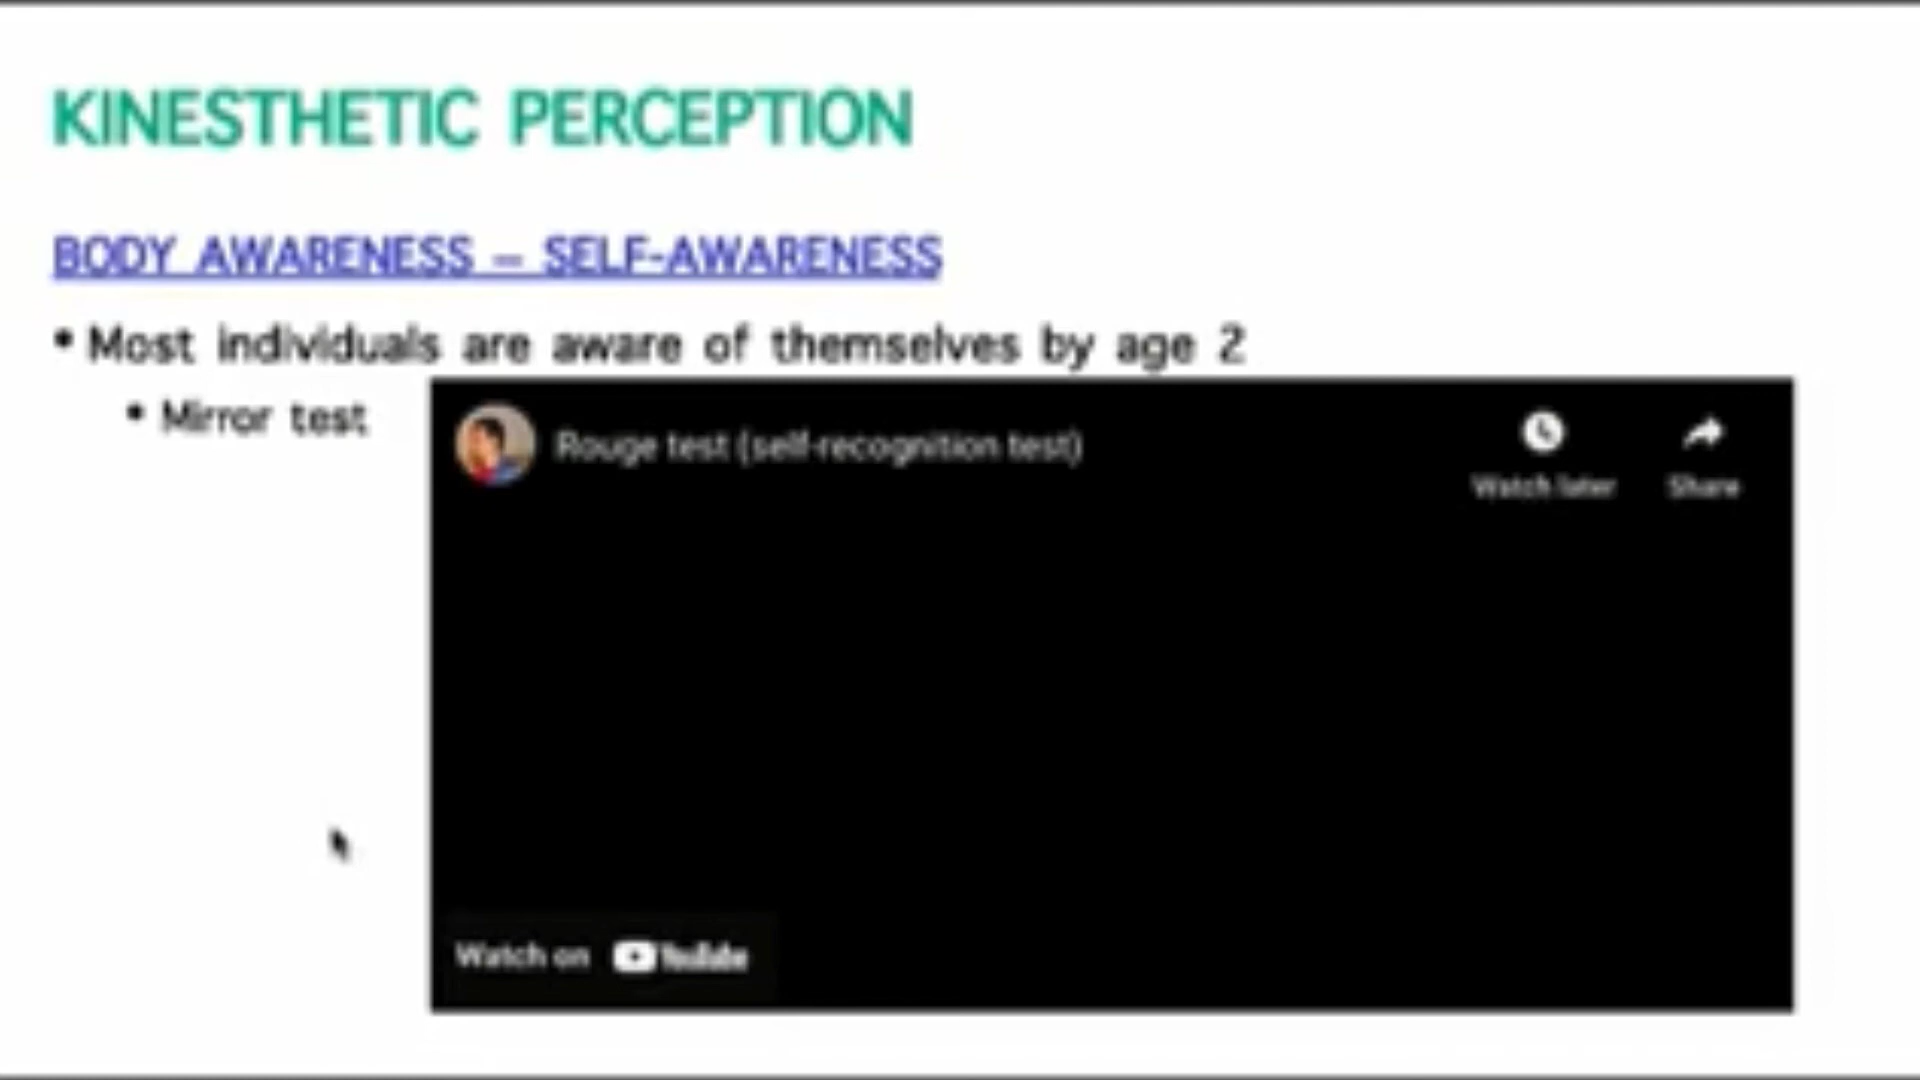 KINESTHETIC PERCEPTION
BODY AWARENESS – SELF-AWARENESS
• Most individuals are aware of themselves by age 2
• Mirror test
Rouge test (self-recognition test)
Watch later
Share
Watch on YouTube